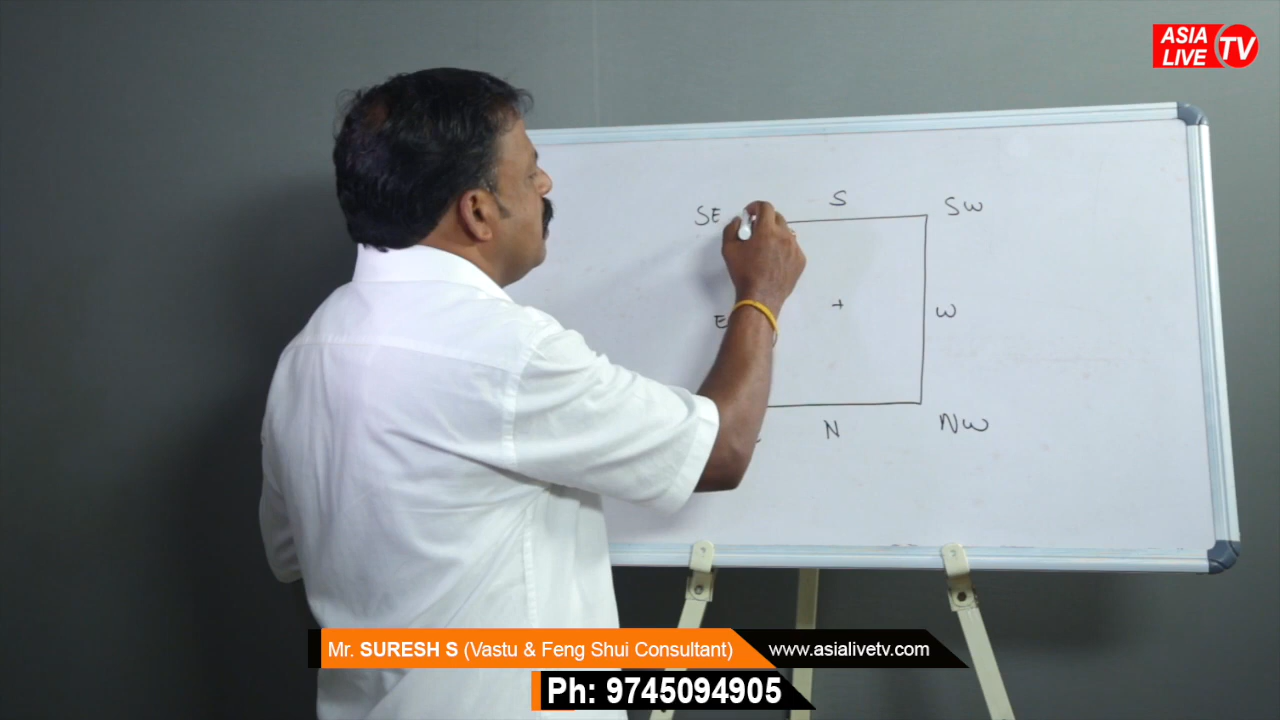 ASIA
LIVE TV
SE S SW
E + W
N NW
Mr. SURESH S (Vastu & Feng Shui Consultant) www.asialivetv.com
Ph: 9745094905